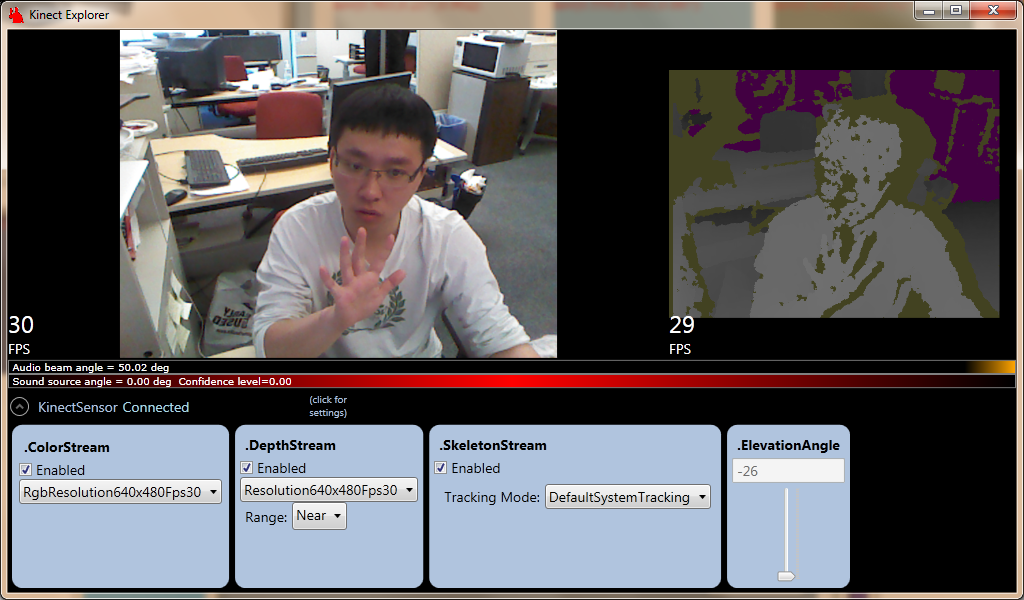 Kinect Explorer
30
FPS
29
FPS
Audio beam angle = 50.02 deg
Sound source angle = 0.00 deg Confidence level=0.00
KinectSensor Connected
(click for
settings)
.ColorStream
Enabled
RgbResolution640x480Fps30
.DepthStream
Enabled
Resolution640x480Fps30
Range: Near
.SkeletonStream
Enabled
Tracking Mode: DefaultSystemTracking
.ElevationAngle
-26